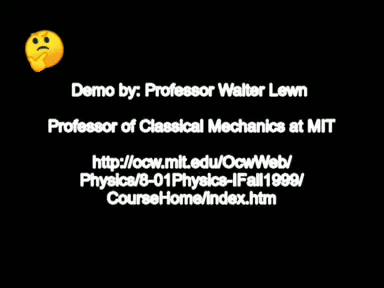 Demo by: Professor Walter Lewn
Professor of Classical Mechanics at MIT
http://ocw.mit.edu/OcwWeb/
Physics/8-01Physics-IFall1999/
CourseHome/index.htm